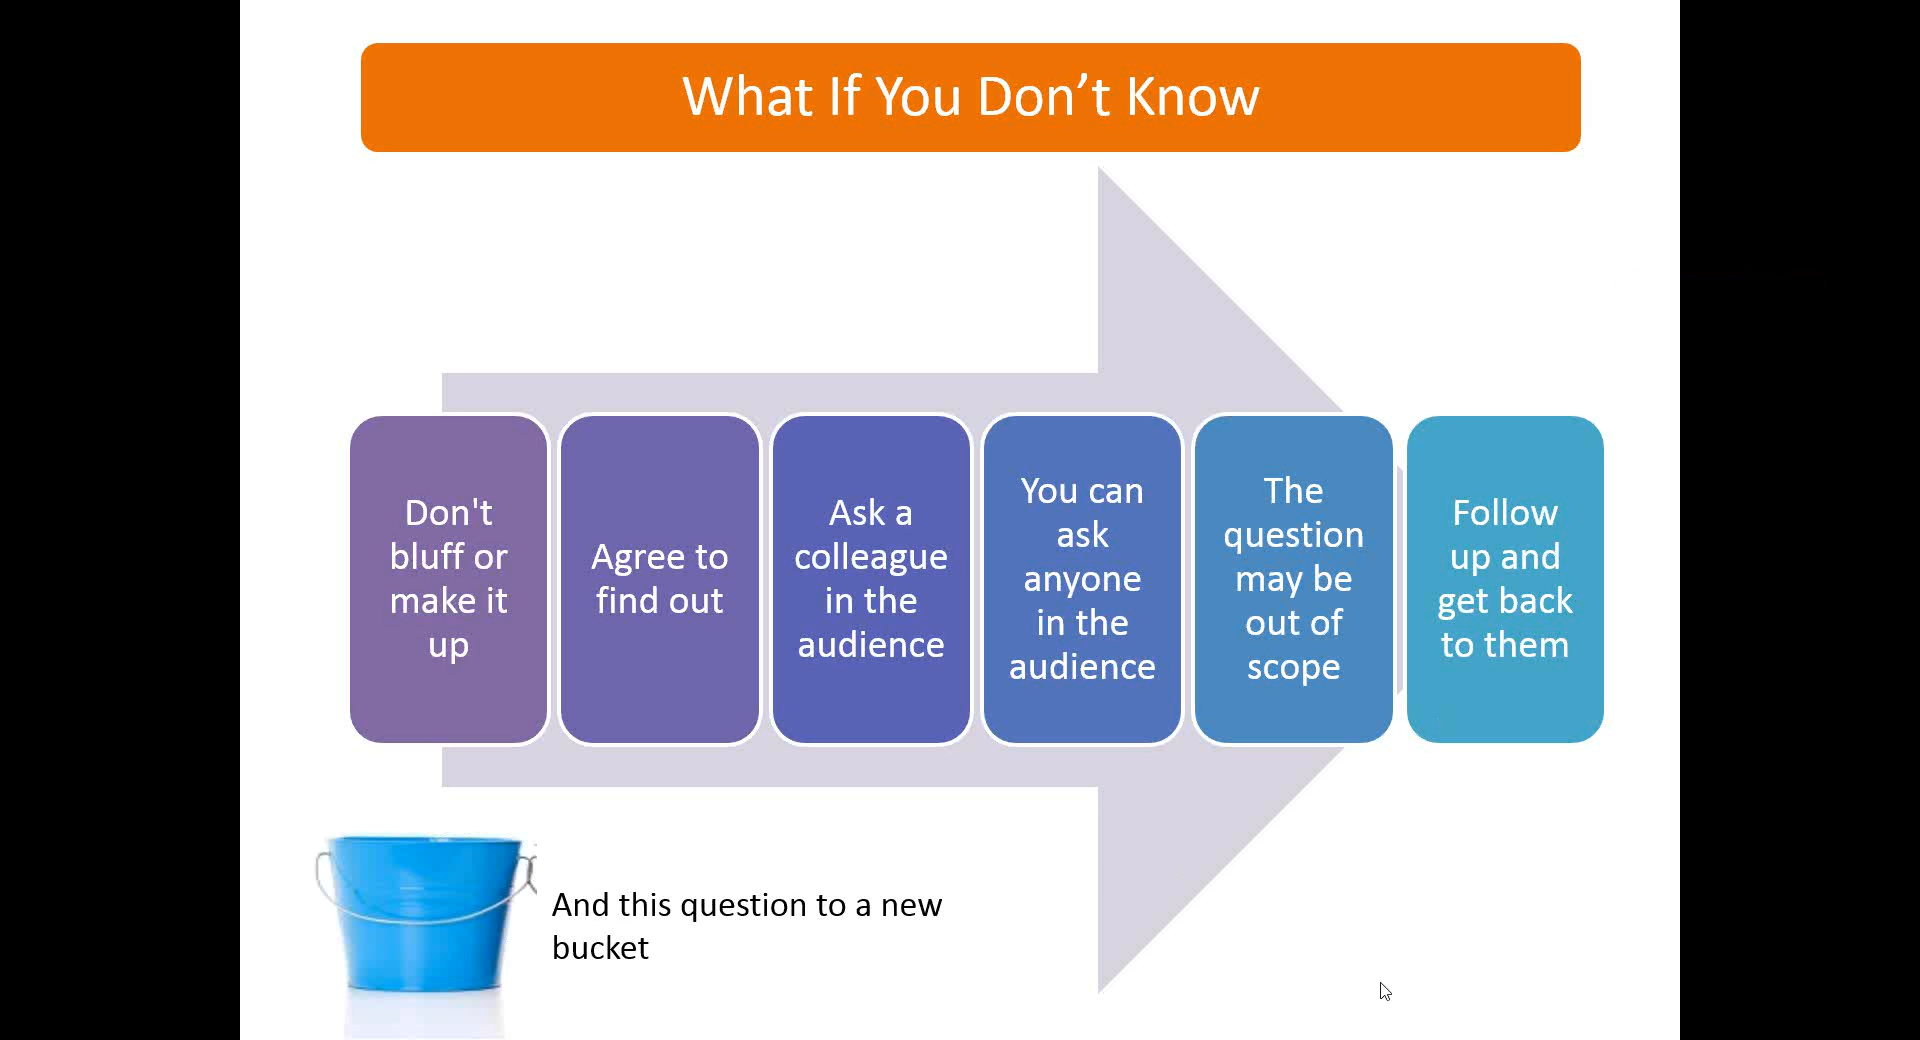 What If You Don’t Know
Don't
bluff or
make it
up
Agree to
find out
Ask a
colleague
in the
audience
You can
ask
anyone
in the
audience
The
question
may be
out of
scope
Follow
up and
get back
to them
And this question to a new
bucket